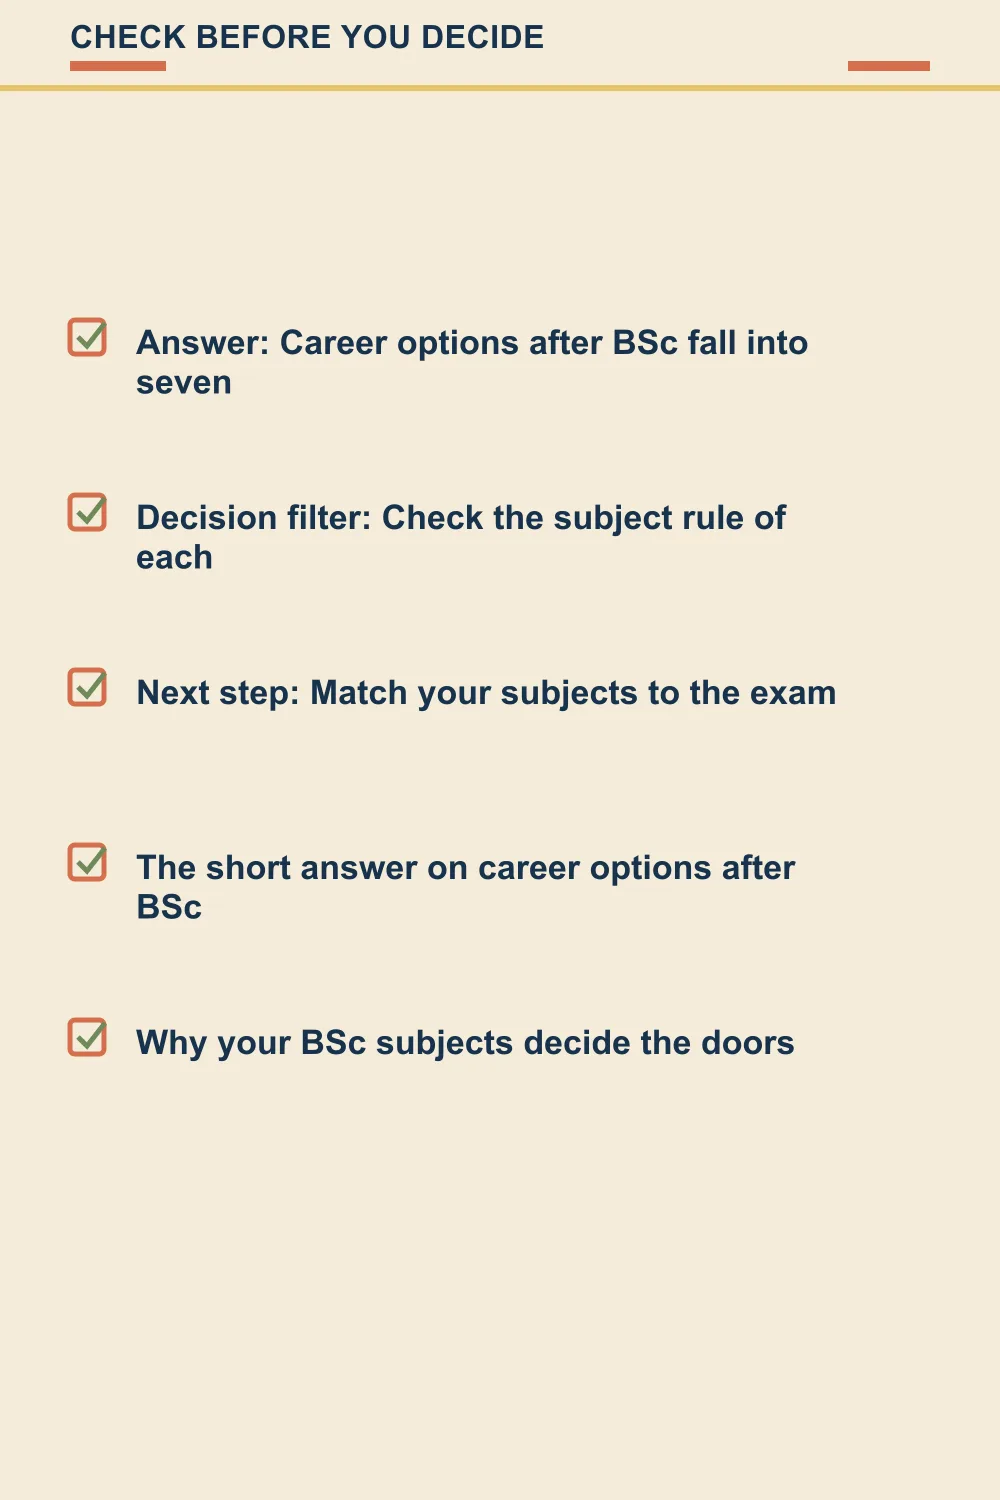 CHECK BEFORE YOU DECIDE
Answer: Career options after BSc fall into
seven
Decision filter: Check the subject rule of
each
Next step: Match your subjects to the exam
The short answer on career options after
BSc
Why your BSc subjects decide the doors